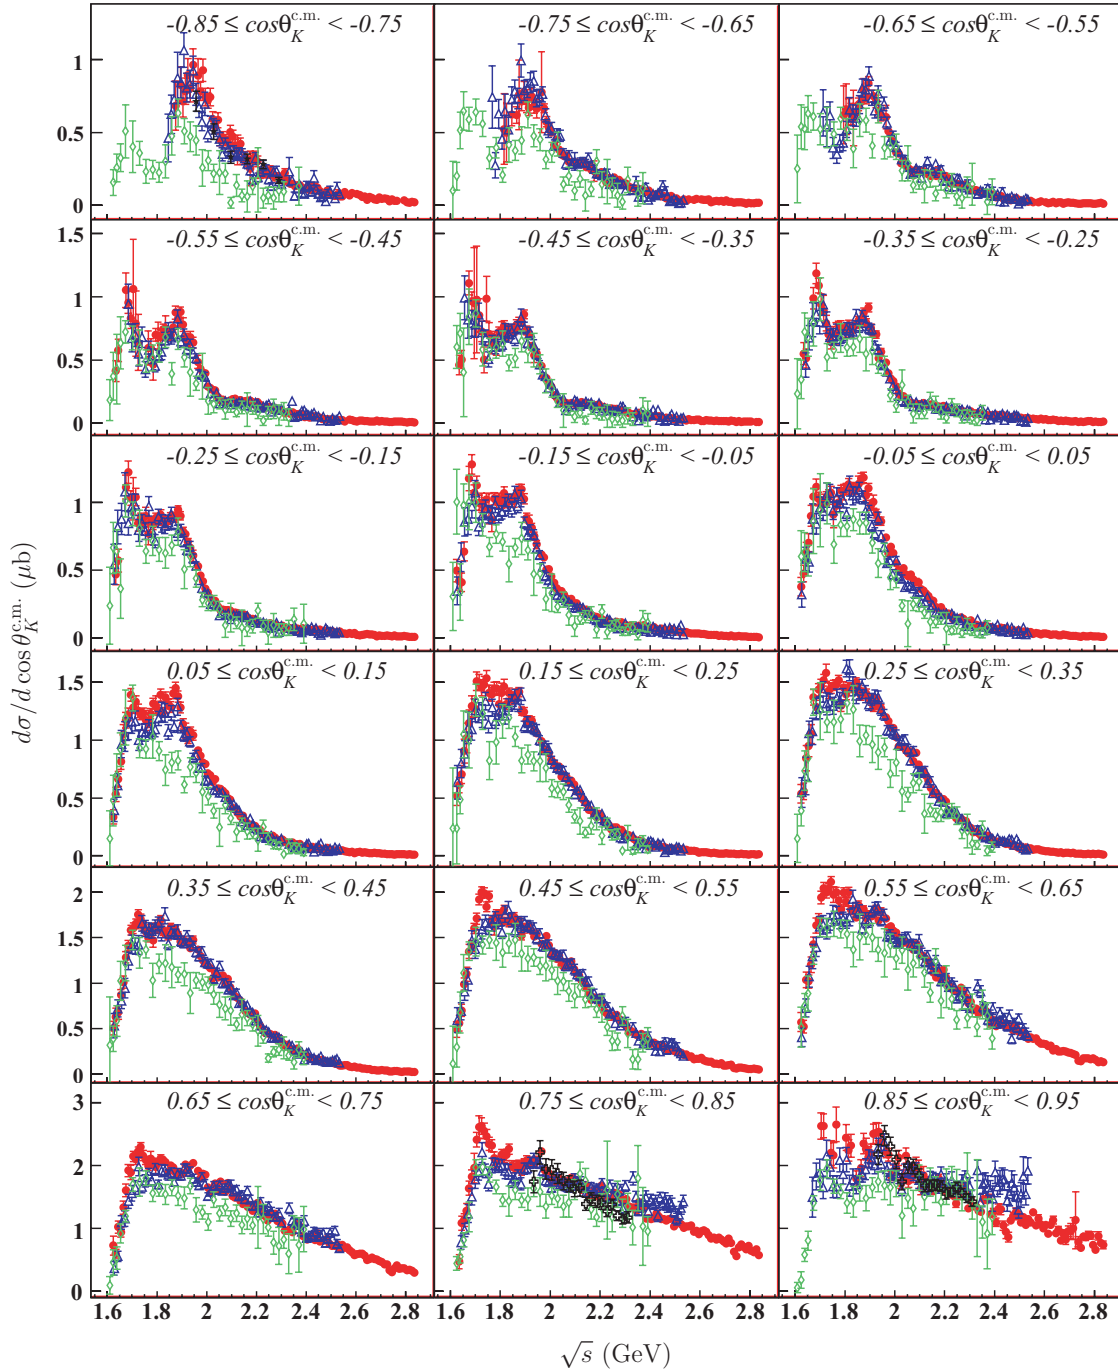 -0.85 ≤ cosθ_K^c.m. < -0.75
-0.75 ≤ cosθ_K^c.m. < -0.65
-0.65 ≤ cosθ_K^c.m. < -0.55
1
0.5
0
-0.55 ≤ cosθ_K^c.m. < -0.45
-0.45 ≤ cosθ_K^c.m. < -0.35
-0.35 ≤ cosθ_K^c.m. < -0.25
1.5
1
0.5
0
-0.25 ≤ cosθ_K^c.m. < -0.15
-0.15 ≤ cosθ_K^c.m. < -0.05
-0.05 ≤ cosθ_K^c.m. < 0.05
1
0.5
0
dσ/d cos θ_K^c.m. (μb)
0.05 ≤ cosθ_K^c.m. < 0.15
0.15 ≤ cosθ_K^c.m. < 0.25
0.25 ≤ cosθ_K^c.m. < 0.35
1.5
1
0.5
0
0.35 ≤ cosθ_K^c.m. < 0.45
0.45 ≤ cosθ_K^c.m. < 0.55
0.55 ≤ cosθ_K^c.m. < 0.65
2
1.5
1
0.5
0
0.65 ≤ cosθ_K^c.m. < 0.75
0.75 ≤ cosθ_K^c.m. < 0.85
0.85 ≤ cosθ_K^c.m. < 0.95
3
2
1
0
1.6 1.8 2 2.2 2.4 2.6 2.8
1.6 1.8 2 2.2 2.4 2.6 2.8
1.6 1.8 2 2.2 2.4 2.6 2.8
√s (GeV)